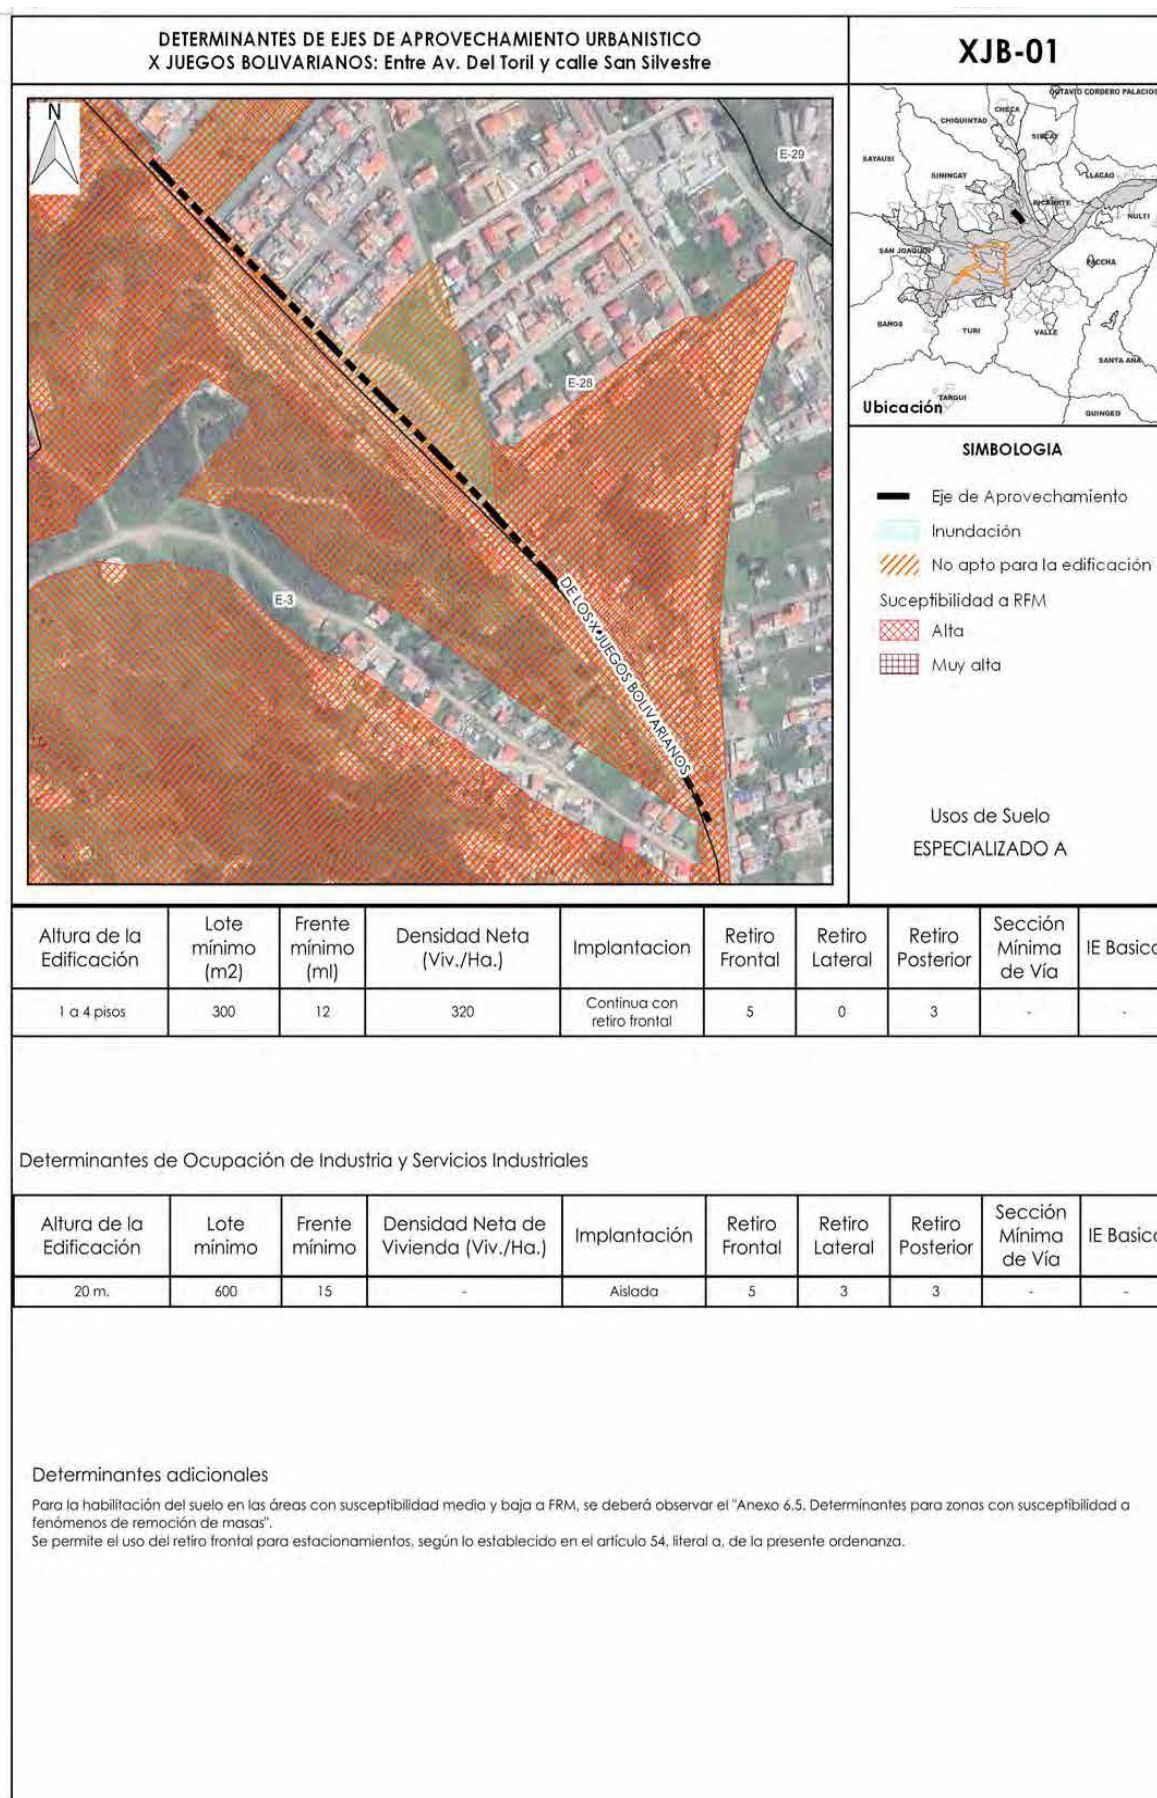 DETERMINANTES DE EJES DE APROVECHAMIENTO URBANISTICO
X JUEGOS BOLIVARIANOS: Entre Av. Del Toril y calle San Silvestre
XJB-01
N
E-29
E-28
E-3
DE LOS X JUEGOS BOLIVARIANOS
OCTAVIO CORDERO PALACIOS
CHECA
CHIQUINTAD
SIDCAY
SAYAUSI
SININCAY
LLACAO
RICAURTE
NULTI
SAN JOAQUIN
PACCHA
BANOS
TURI
VALLE
SANTA ANA
TARQUI
QUINGEO
Ubicación
SIMBOLOGIA
Eje de Aprovechamiento
Inundación
No apto para la edificación
Suceptibilidad a RFM
Alta
Muy alta
Usos de Suelo
ESPECIALIZADO A
Altura de la Edificación | Lote mínimo (m2) | Frente mínimo (ml) | Densidad Neta (Viv./Ha.) | Implantacion | Retiro Frontal | Retiro Lateral | Retiro Posterior | Sección Mínima de Vía | IE Basico
1 a 4 pisos | 300 | 12 | 320 | Continua con retiro frontal | 5 | 0 | 3 | - | -
Determinantes de Ocupación de Industria y Servicios Industriales
Altura de la Edificación | Lote mínimo | Frente mínimo | Densidad Neta de Vivienda (Viv./Ha.) | Implantación | Retiro Frontal | Retiro Lateral | Retiro Posterior | Sección Mínima de Vía | IE Basico
20 m. | 600 | 15 | - | Aislada | 5 | 3 | 3 | - | -
Determinantes adicionales
Para la habilitación del suelo en las áreas con susceptibilidad media y baja a FRM, se deberá observar el "Anexo 6.5. Determinantes para zonas con susceptibilidad a
fenómenos de remoción de masas".
Se permite el uso del retiro frontal para estacionamientos, según lo establecido en el artículo 54, literal a, de la presente ordenanza.